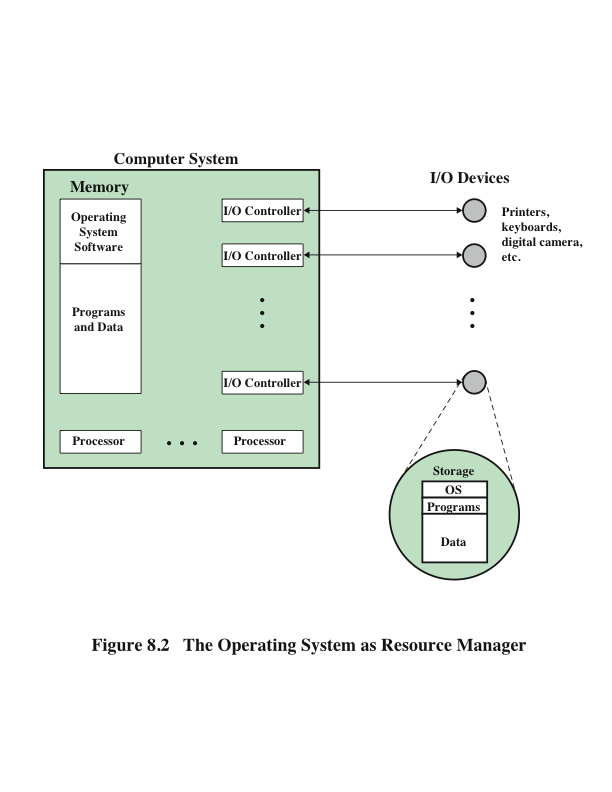 Computer System
I/O Devices
Memory
Operating
System
Software
Programs
and Data
I/O Controller
I/O Controller
I/O Controller
Printers,
keyboards,
digital camera,
etc.
Processor
Processor
Storage
OS
Programs
Data
Figure 8.2 The Operating System as Resource Manager